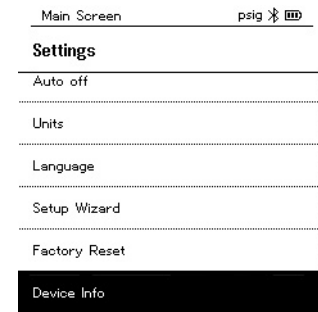 Main Screen psig
Settings
Auto off
Units
Language
Setup Wizard
Factory Reset
Device Info